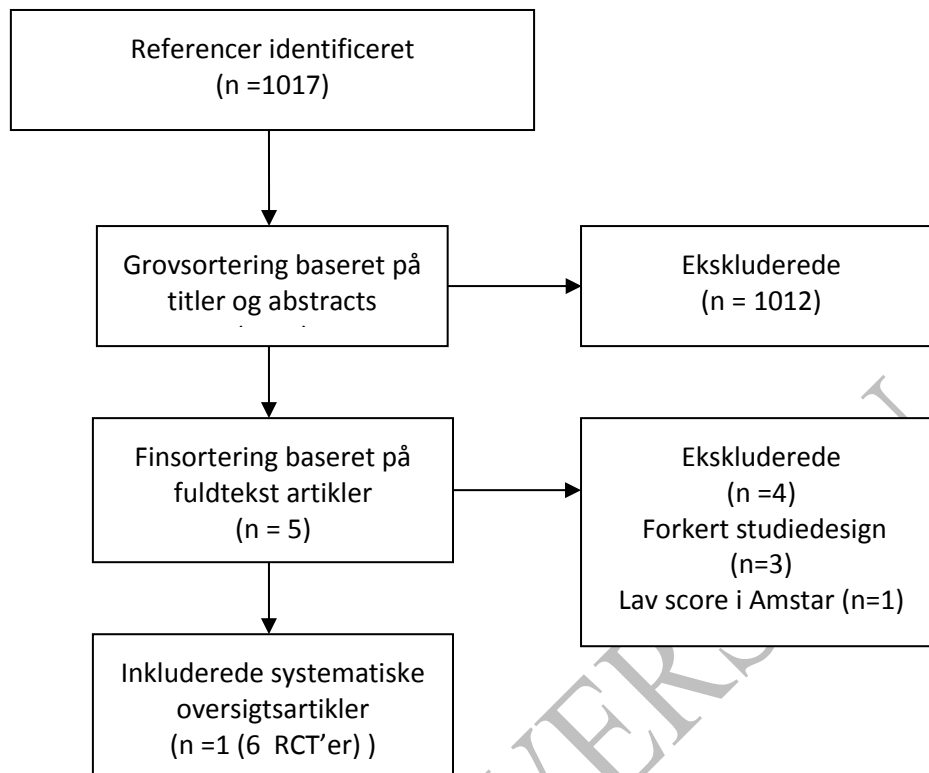 Referencer identificeret
(n =1017)
Grovsortering baseret på
titler og abstracts
Ekskluderede
(n = 1012)
Finsortering baseret på
fuldtekst artikler
(n = 5)
Ekskluderede
(n =4)
Forkert studiedesign
(n=3)
Lav score i Amstar (n=1)
Inkluderede systematiske
oversigtsartikler
(n =1 (6  RCT’er) )